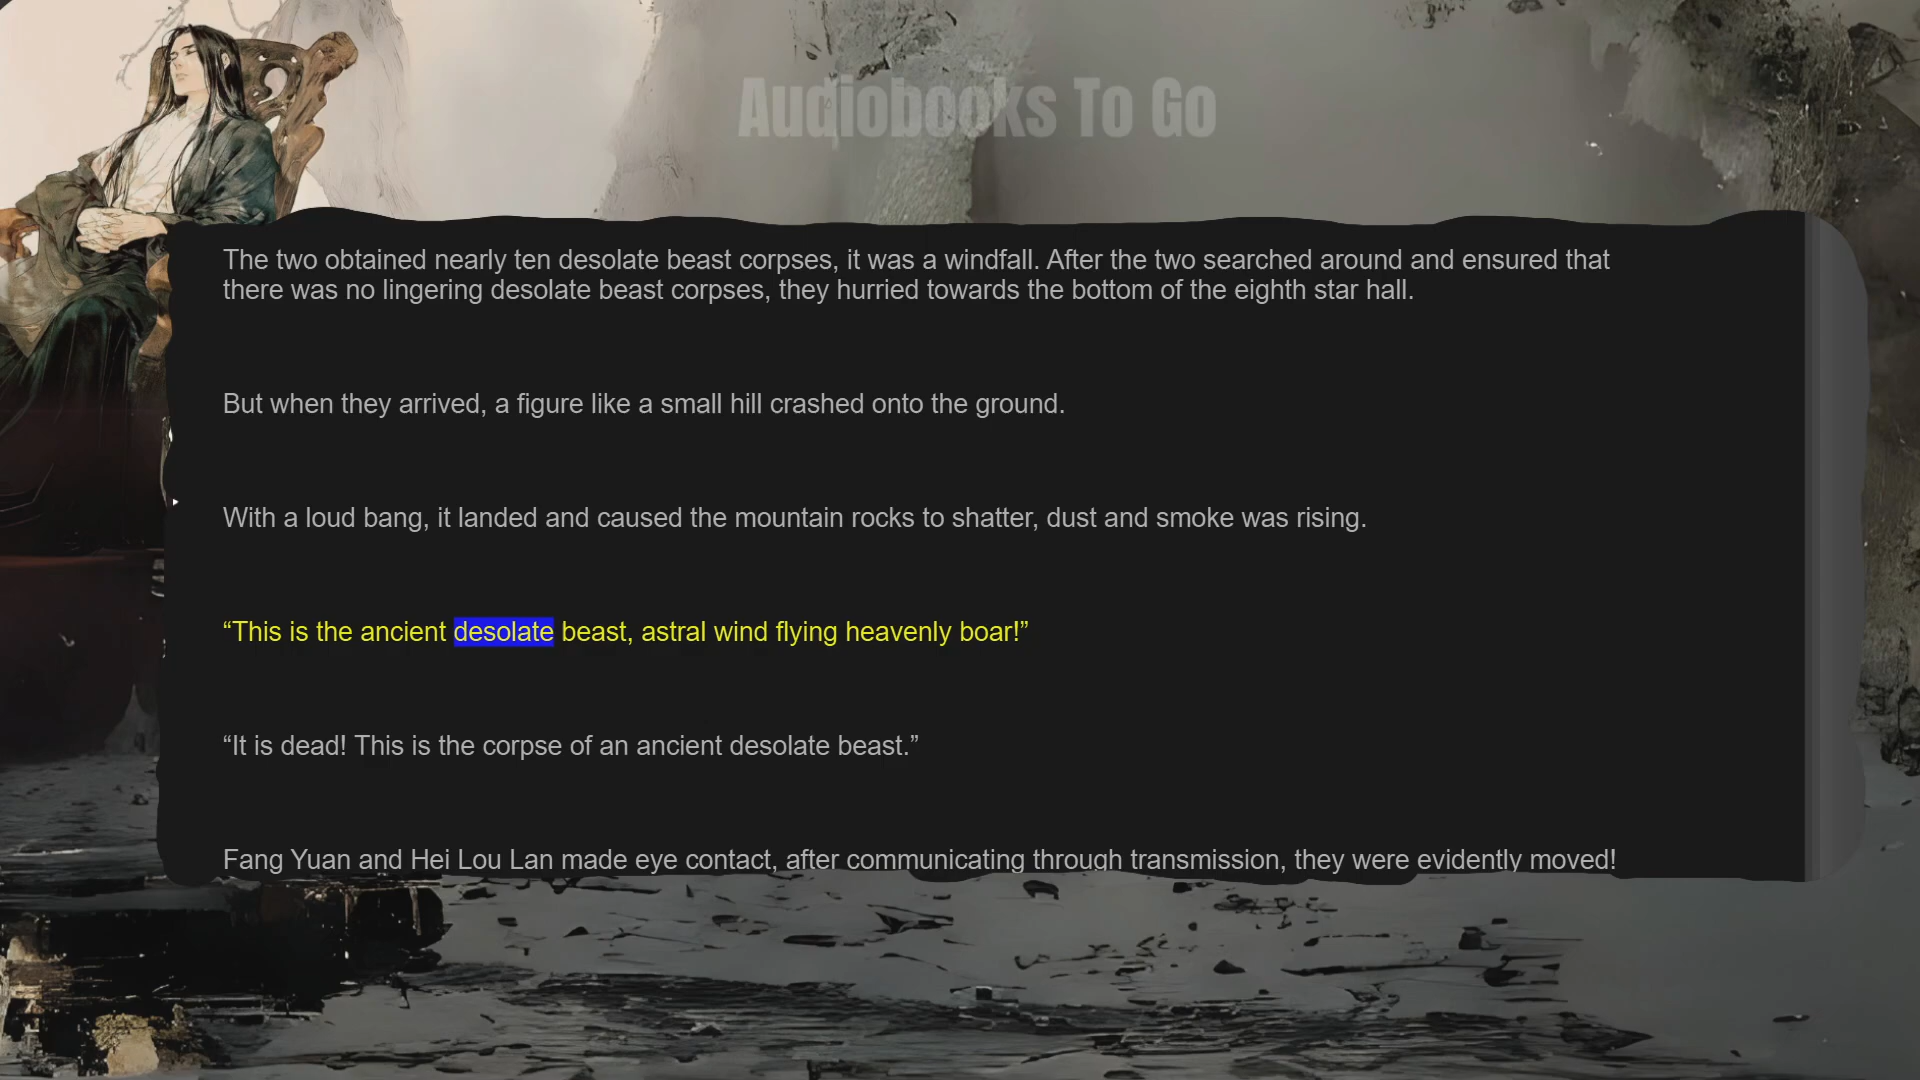 Audiobooks To Go
The two obtained nearly ten desolate beast corpses, it was a windfall. After the two searched around and ensured that
there was no lingering desolate beast corpses, they hurried towards the bottom of the eighth star hall.
But when they arrived, a figure like a small hill crashed onto the ground.
With a loud bang, it landed and caused the mountain rocks to shatter, dust and smoke was rising.
“This is the ancient desolate beast, astral wind flying heavenly boar!”
“It is dead! This is the corpse of an ancient desolate beast.”
Fang Yuan and Hei Lou Lan made eye contact, after communicating through transmission, they were evidently moved!